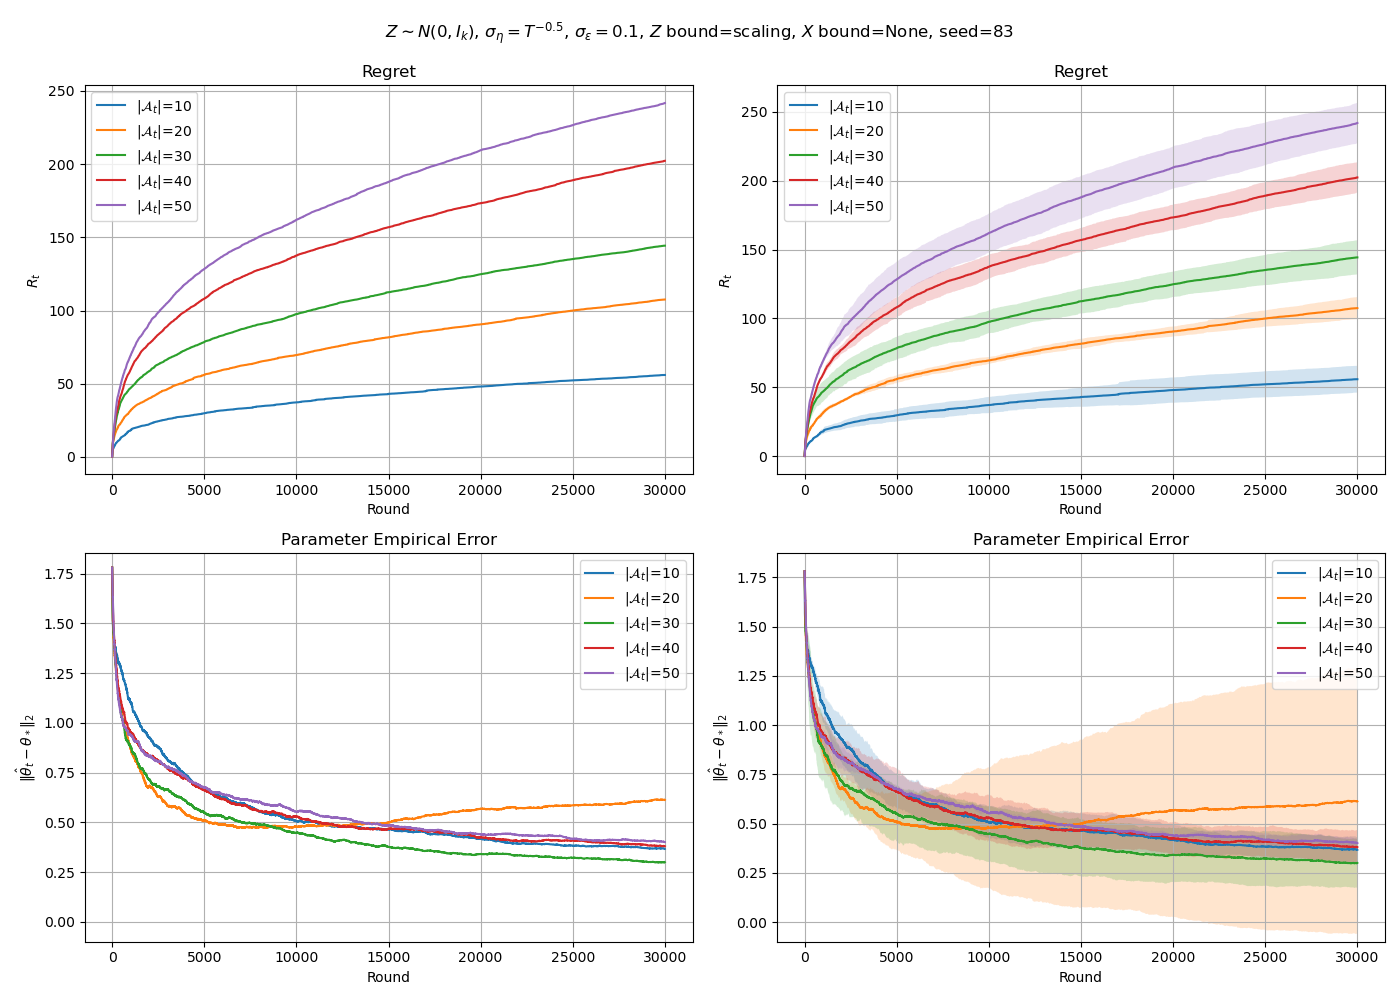 Z ∼ N(0, I_k), σ_η = T^{−0.5}, σ_ε = 0.1, Z bound=scaling, X bound=None, seed=83
Regret
250
200
150
100
50
0
R_t
|𝒜_t|=10
|𝒜_t|=20
|𝒜_t|=30
|𝒜_t|=40
|𝒜_t|=50
0 5000 10000 15000 20000 25000 30000
Round
Regret
250
200
150
100
50
0
R_t
|𝒜_t|=10
|𝒜_t|=20
|𝒜_t|=30
|𝒜_t|=40
|𝒜_t|=50
0 5000 10000 15000 20000 25000 30000
Round
Parameter Empirical Error
1.75
1.50
1.25
1.00
0.75
0.50
0.25
0.00
‖θ̂_t − θ_*‖₂
|𝒜_t|=10
|𝒜_t|=20
|𝒜_t|=30
|𝒜_t|=40
|𝒜_t|=50
0 5000 10000 15000 20000 25000 30000
Round
Parameter Empirical Error
1.75
1.50
1.25
1.00
0.75
0.50
0.25
0.00
‖θ̂_t − θ_*‖₂
|𝒜_t|=10
|𝒜_t|=20
|𝒜_t|=30
|𝒜_t|=40
|𝒜_t|=50
0 5000 10000 15000 20000 25000 30000
Round